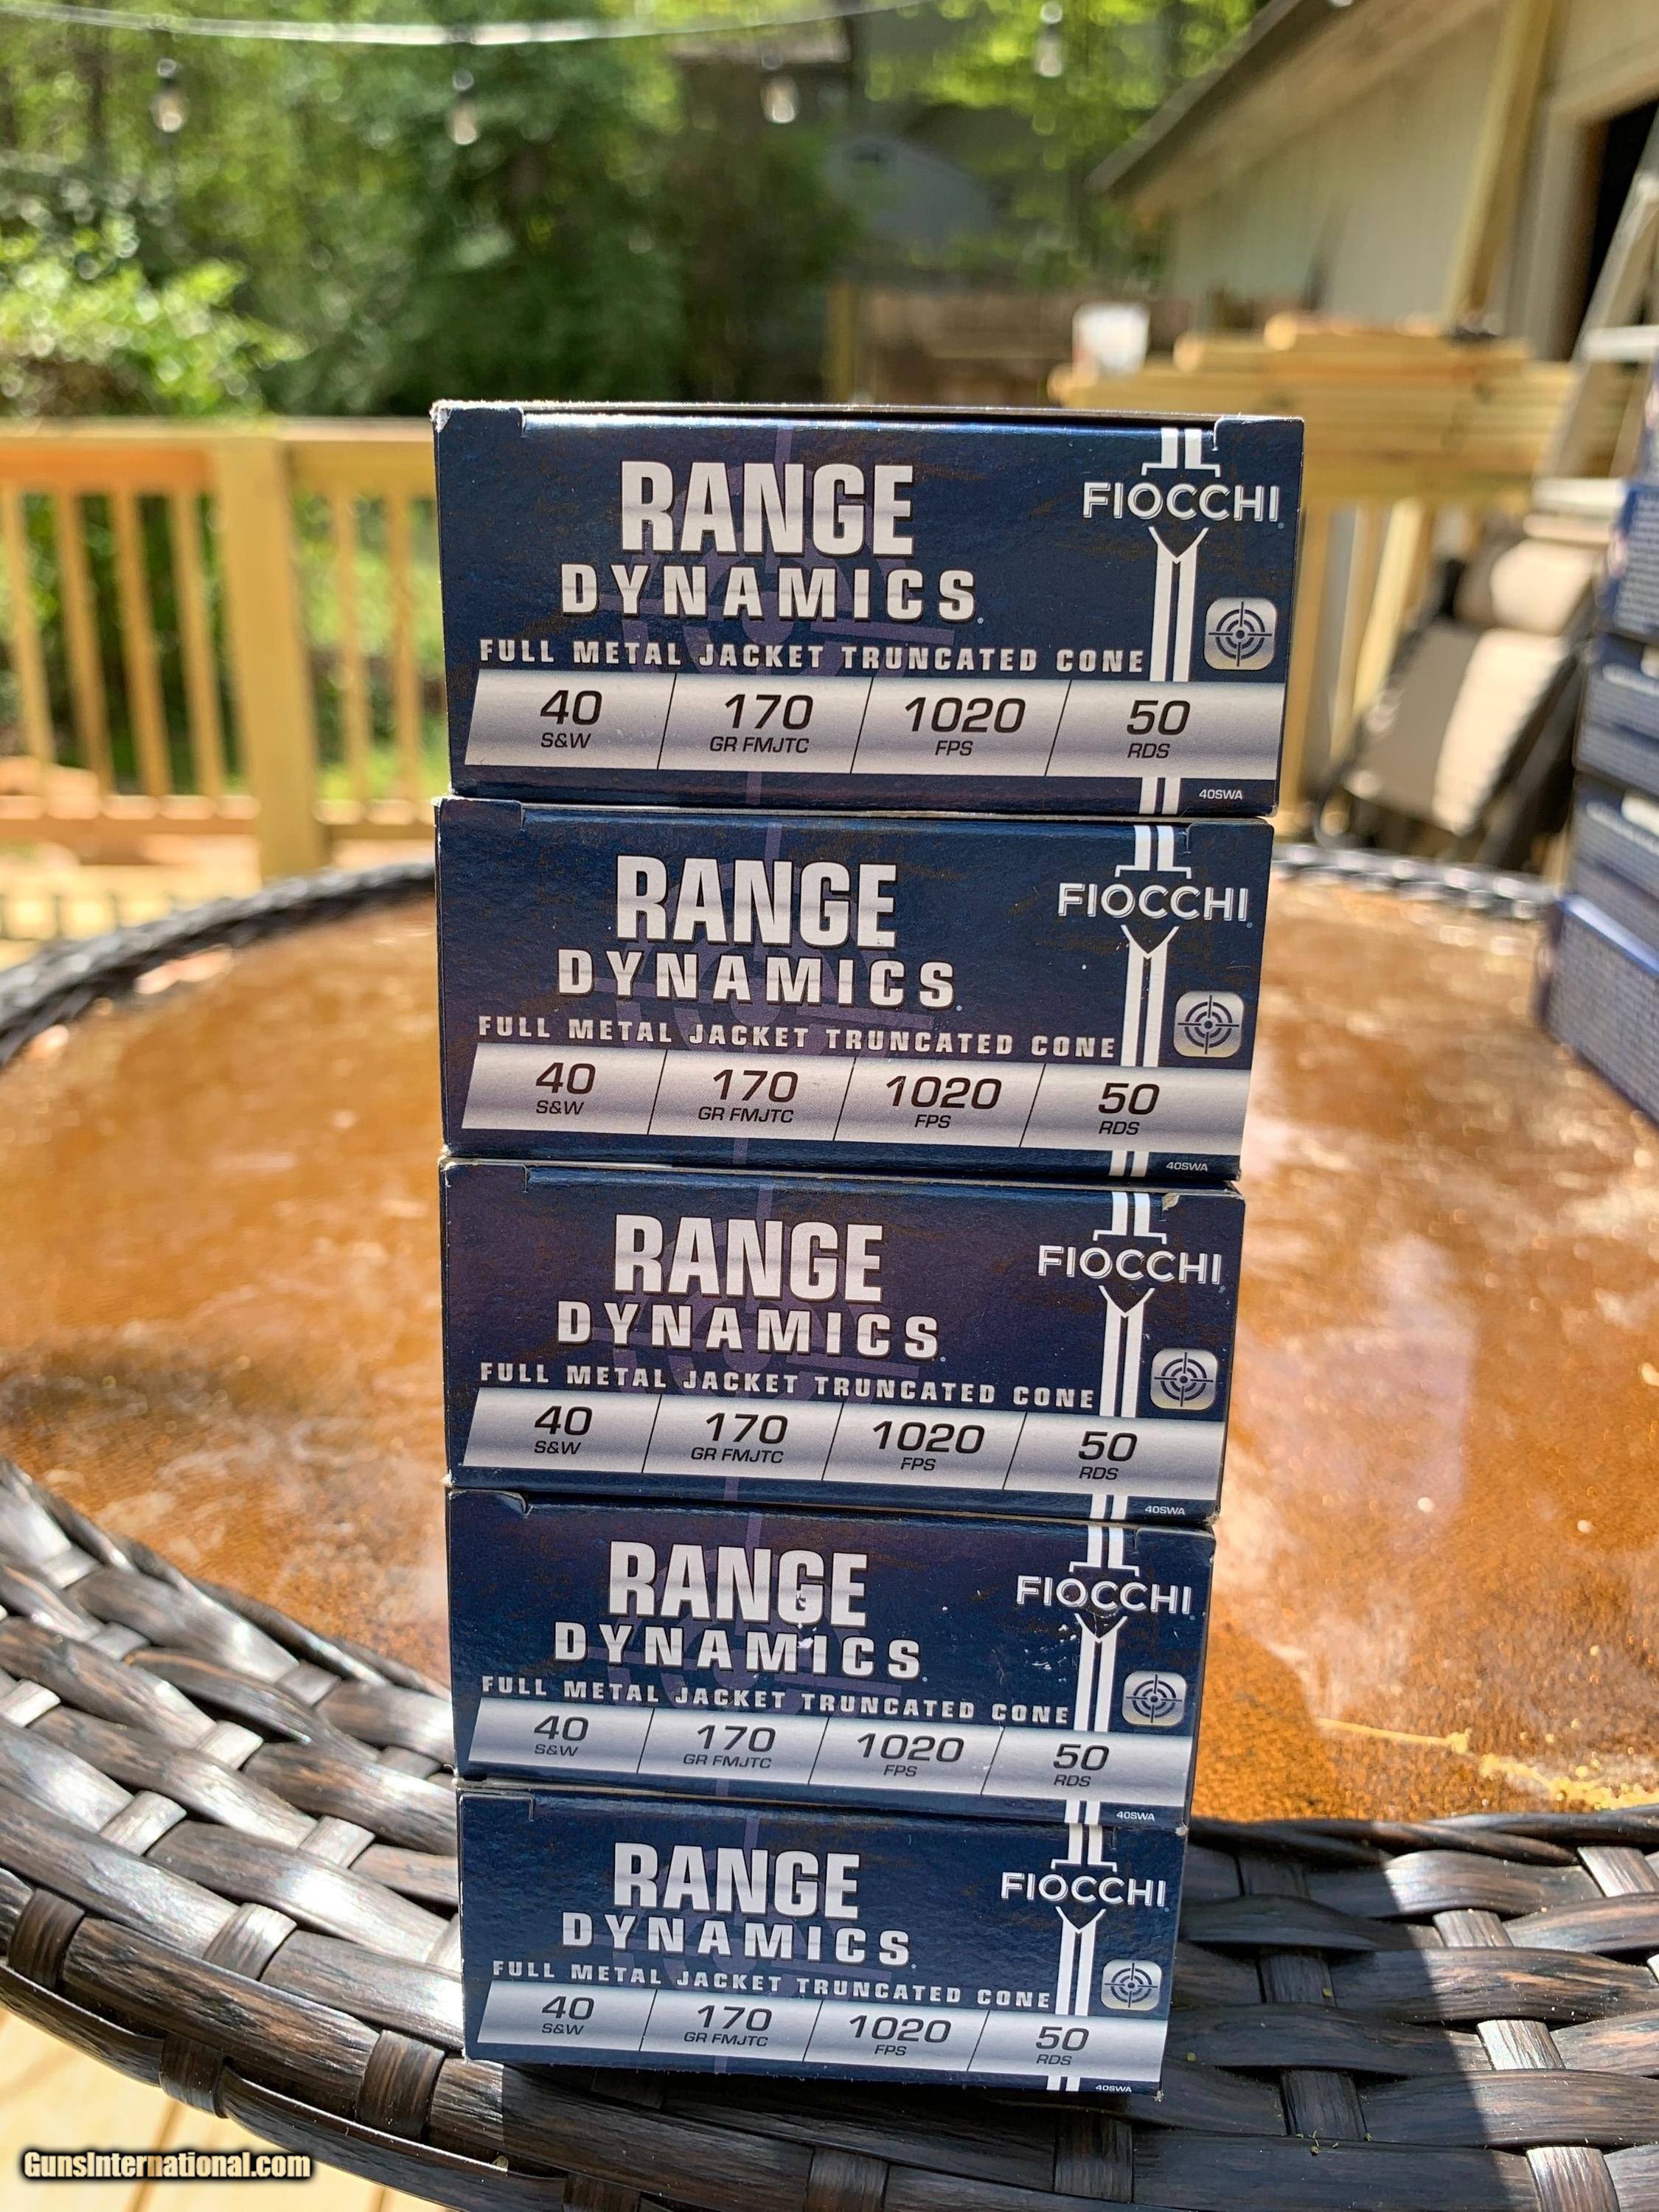 RANGE
DYNAMICS
FIOCCHI
FULL METAL JACKET TRUNCATED CONE
40 170 1020 50
S&W GR FMJTC FPS RDS
40SWA
RANGE
DYNAMICS
FIOCCHI
FULL METAL JACKET TRUNCATED CONE
40 170 1020 50
S&W GR FMJTC FPS RDS
40SWA
RANGE
DYNAMICS
FIOCCHI
FULL METAL JACKET TRUNCATED CONE
40 170 1020 50
S&W GR FMJTC FPS RDS
40SWA
RANGE
DYNAMICS
FIOCCHI
FULL METAL JACKET TRUNCATED CONE
40 170 1020 50
S&W GR FMJTC FPS RDS
40SWA
RANGE
DYNAMICS
FIOCCHI
FULL METAL JACKET TRUNCATED CONE
40 170 1020 50
S&W GR FMJTC FPS RDS
40SWA
GunsInternational.com